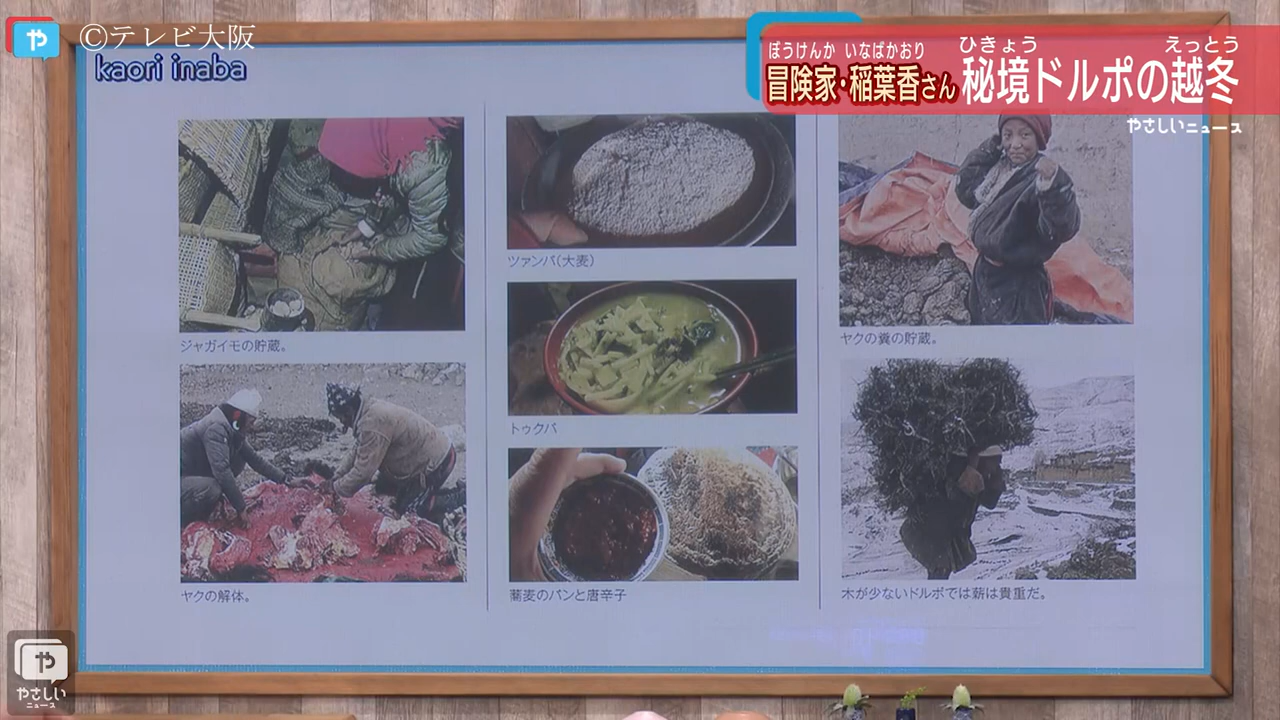 や
©テレビ大阪
kaori inaba
ぼうけんか いなばかおり
ひきょう
えっとう
冒険家・稲葉香さん 秘境ドルポの越冬
やさしいニュース
ジャガイモの貯蔵。
ヤクの解体。
ツァンパ(大麦)
トゥクパ
蕎麦のパンと唐辛子
ヤクの糞の貯蔵。
木が少ないドルポでは薪は貴重だ。
や
やさしい
ニュース